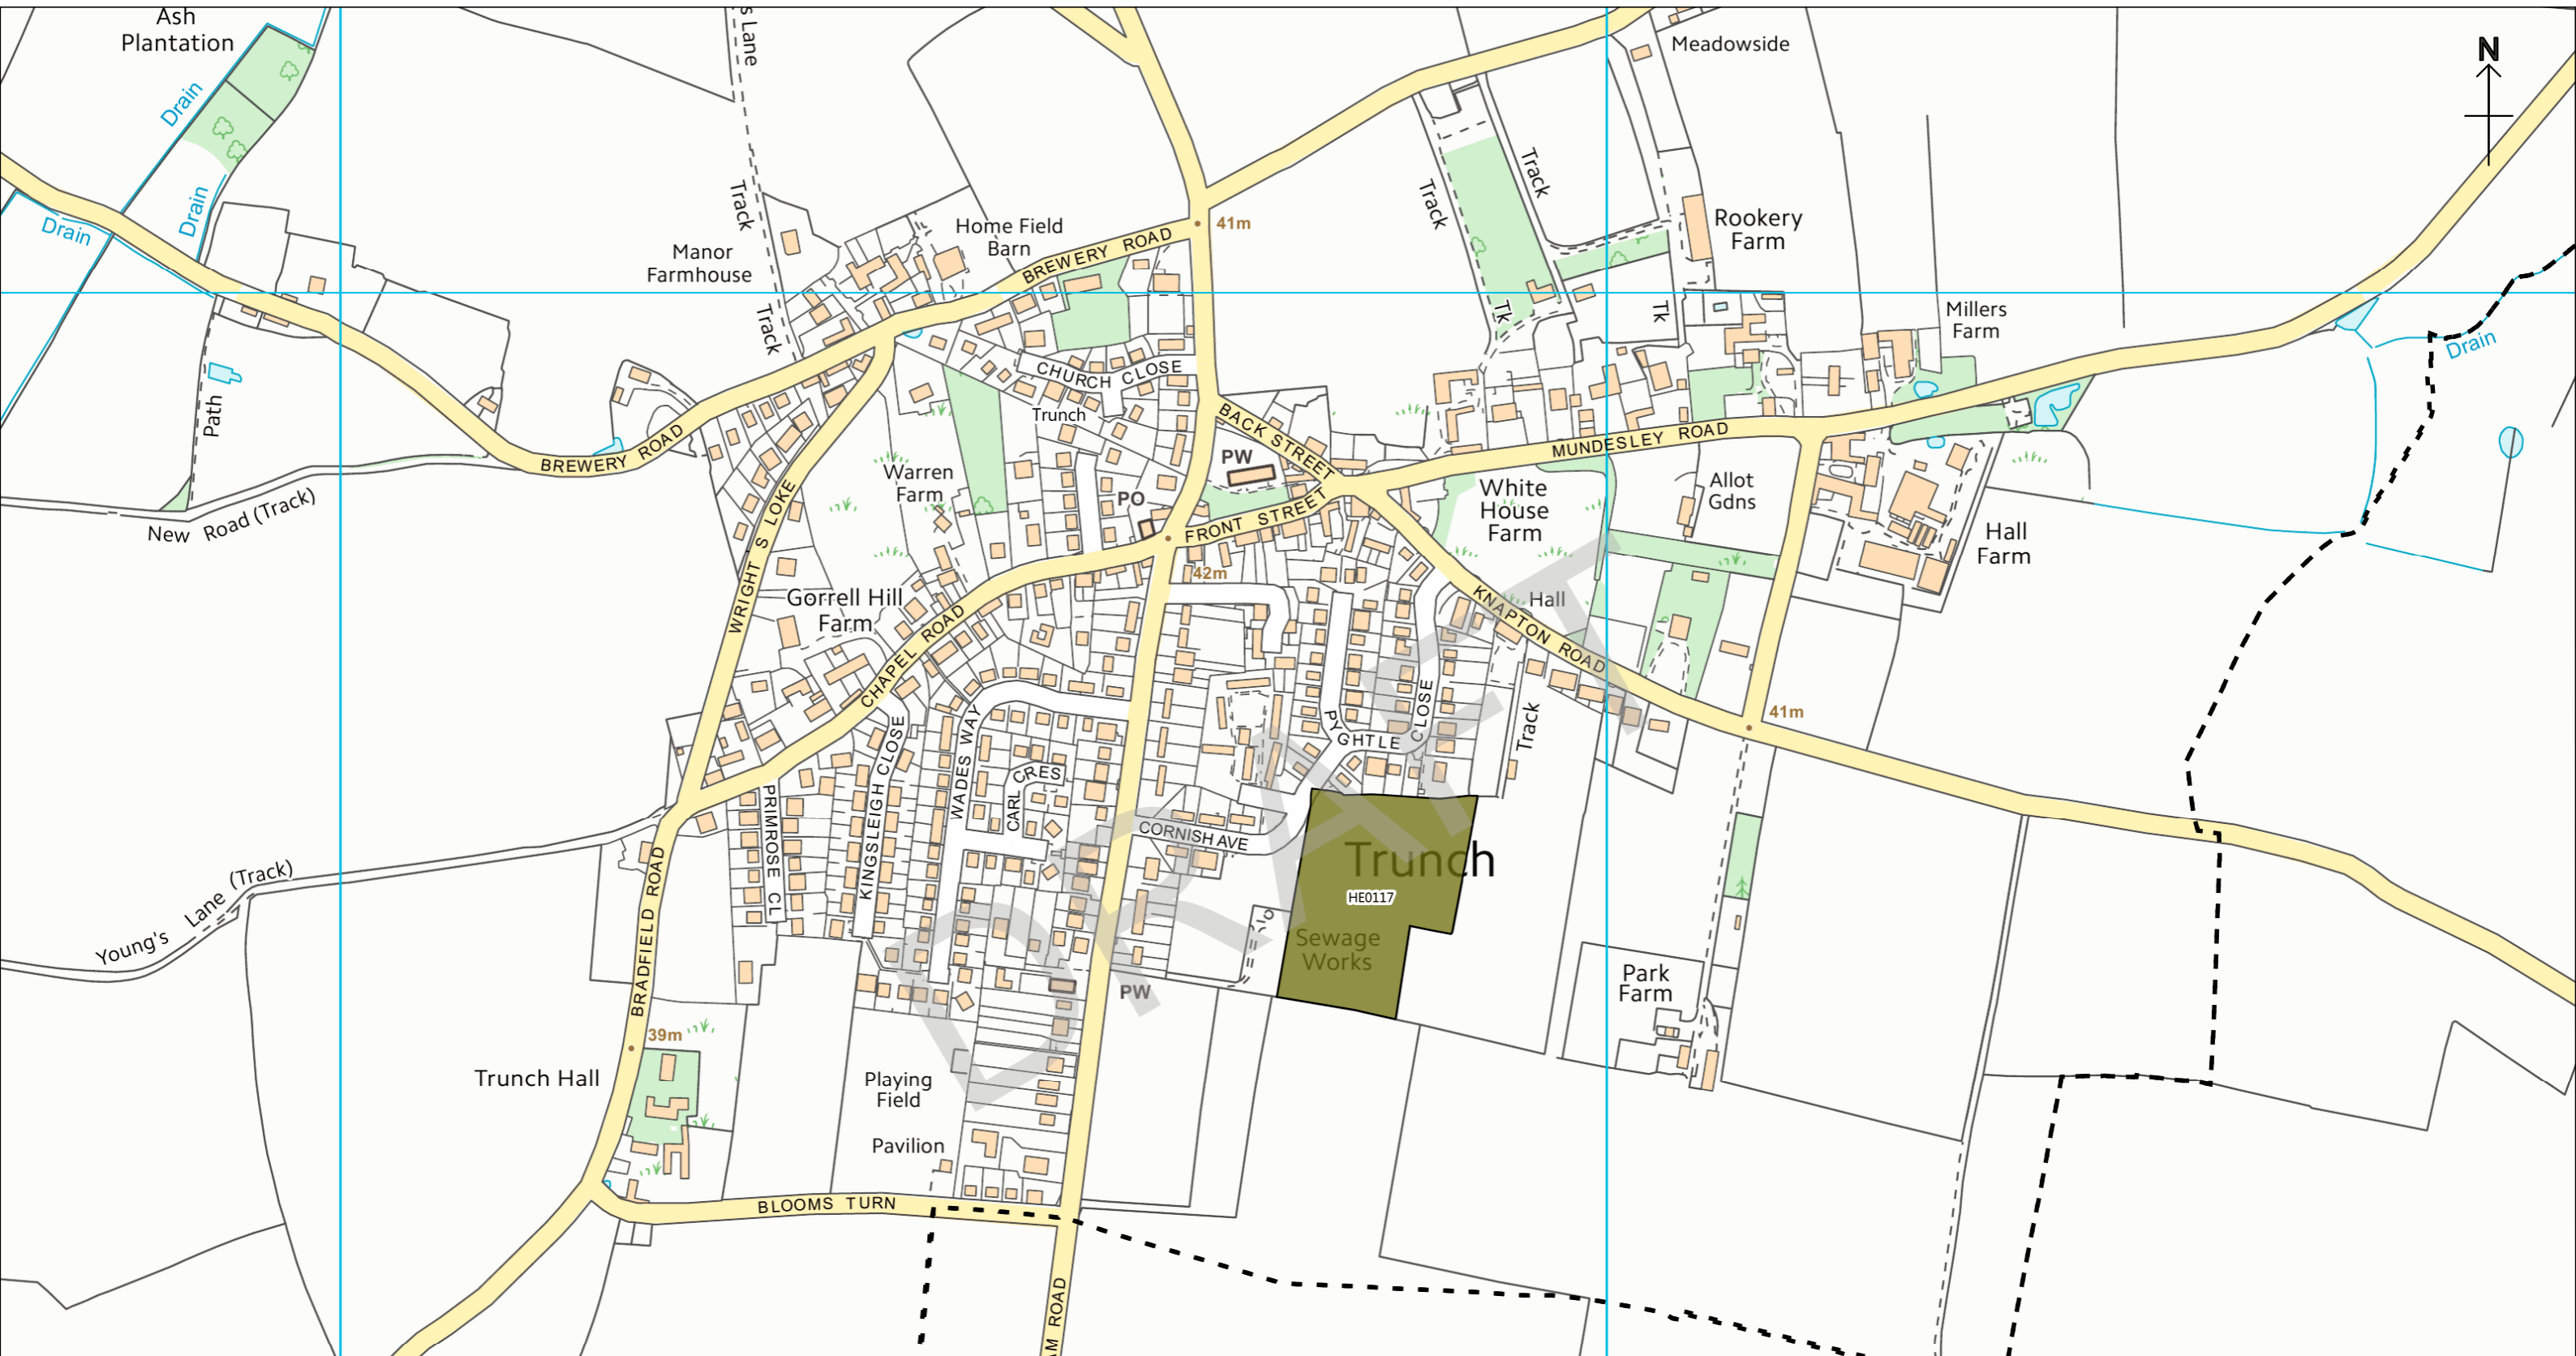 Ash
Plantation
s Lane
Meadowside
N
Drain
Drain
Drain
Track
Track
Track
Manor
Farmhouse
Home Field
Barn
BREWERY ROAD
41m
Rookery
Farm
Track
Tk
Tk
Millers
Farm
Drain
CHURCH CLOSE
Trunch
Path
BREWERY ROAD
BACK STREET
MUNDESLEY ROAD
PW
Warren
Farm
PO
White
House
Farm
Allot
Gdns
New Road (Track)
WRIGHT'S LOKE
FRONT STREET
Hall
Farm
42m
Gorrell Hill
Farm
Hall
KNAPTON ROAD
CHAPEL ROAD
PYGHTLE CLOSE
Track
41m
KINGSLEIGH CLOSE
WADES WAY
CARL CRES
PRIMROSE CL
CORNISH AVE
Trunch
HE0117
Young's Lane (Track)
BRADFIELD ROAD
Sewage
Works
Park
Farm
PW
39m
Trunch Hall
Playing
Field
Pavilion
BLOOMS TURN
AM ROAD
DRAFT